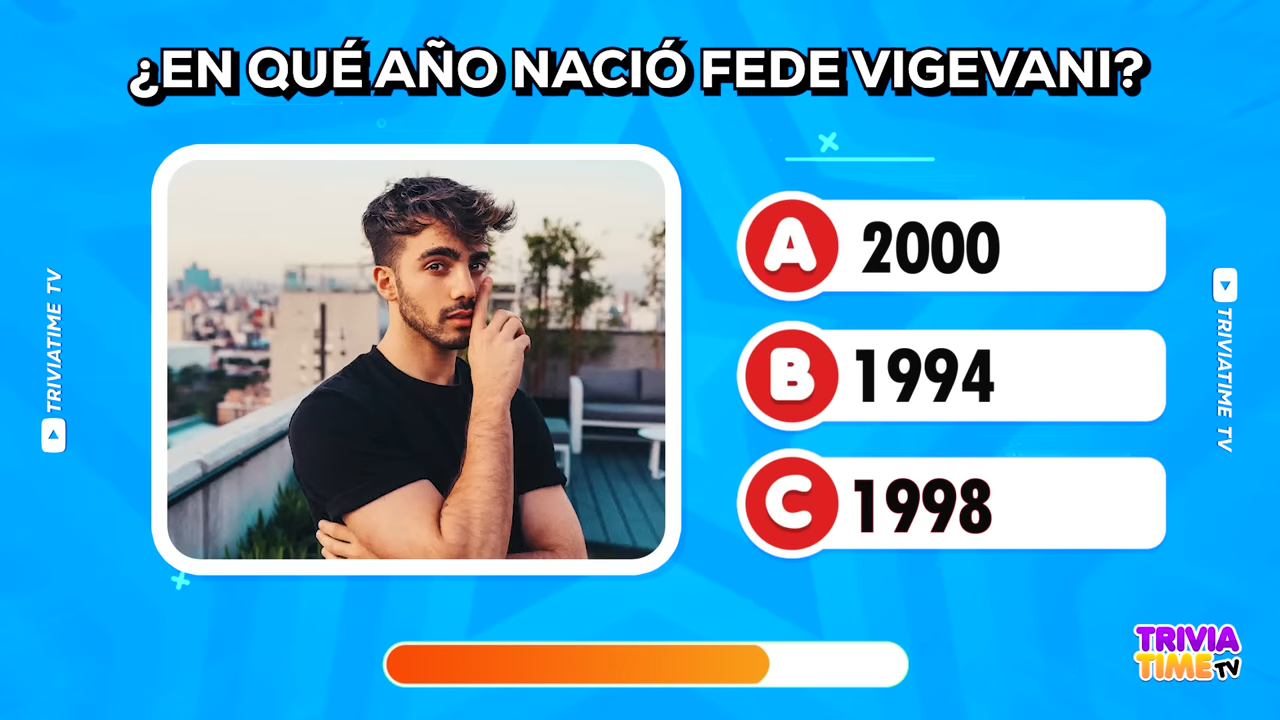 ¿EN QUÉ AÑO NACIÓ FEDE VIGEVANI?
A 2000
B 1994
C 1998
TRIVIATIME TV
TRIVIATIME TV
TRIVIA
TIME TV